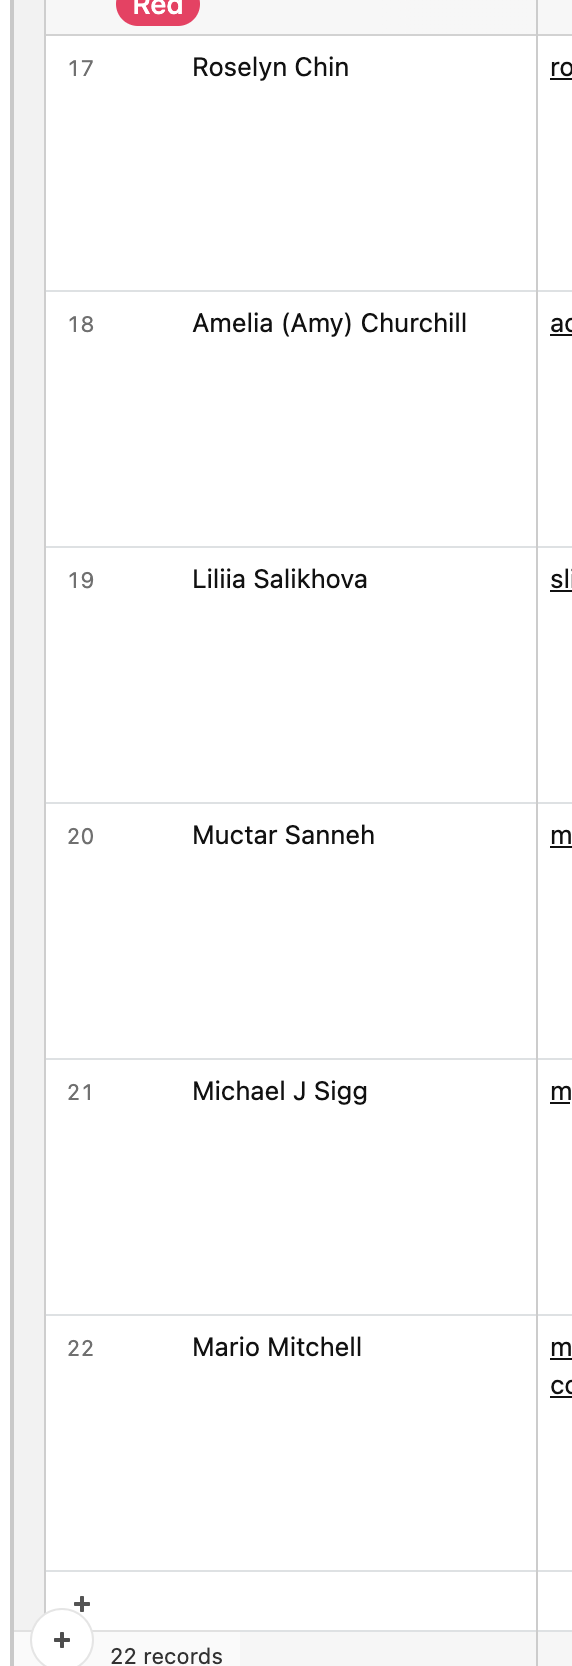 Red
17 Roselyn Chin ro
18 Amelia (Amy) Churchill ac
19 Liliia Salikhova sli
20 Muctar Sanneh m
21 Michael J Sigg m
22 Mario Mitchell m
co
+
+ 22 records